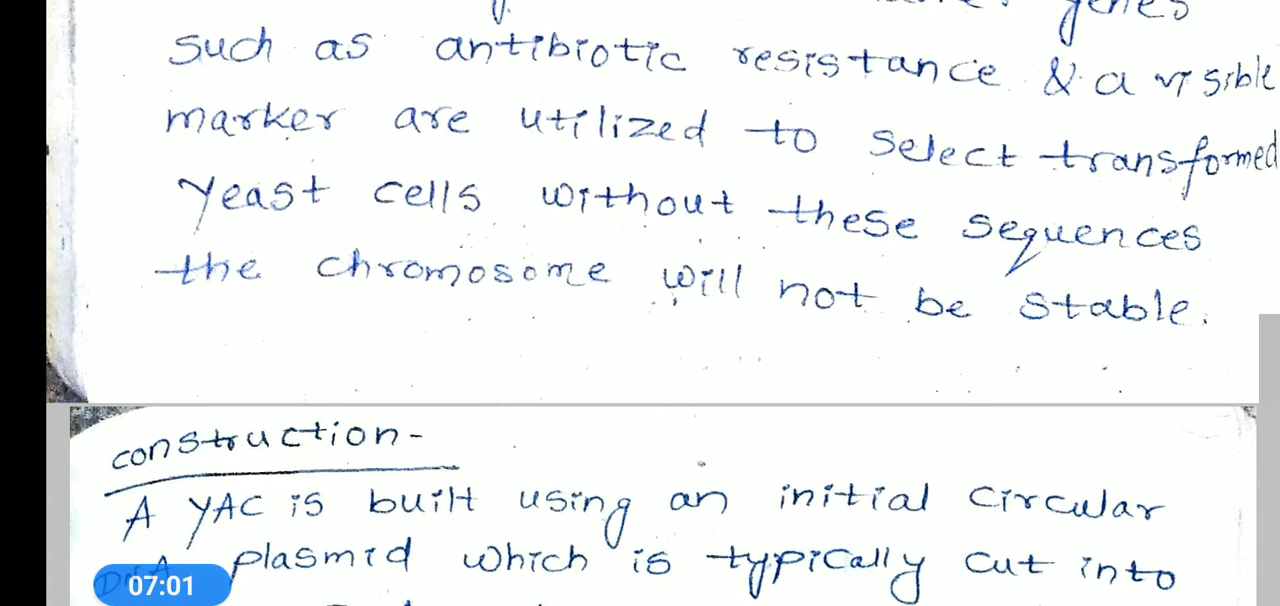 genes
such as antibiotic resistance & a visible
marker are utilized to select transformed
yeast cells without these sequences
the chromosome will not be stable.
construction-
A YAC is built using an initial circular
DNA plasmid which is typically cut into
07:01